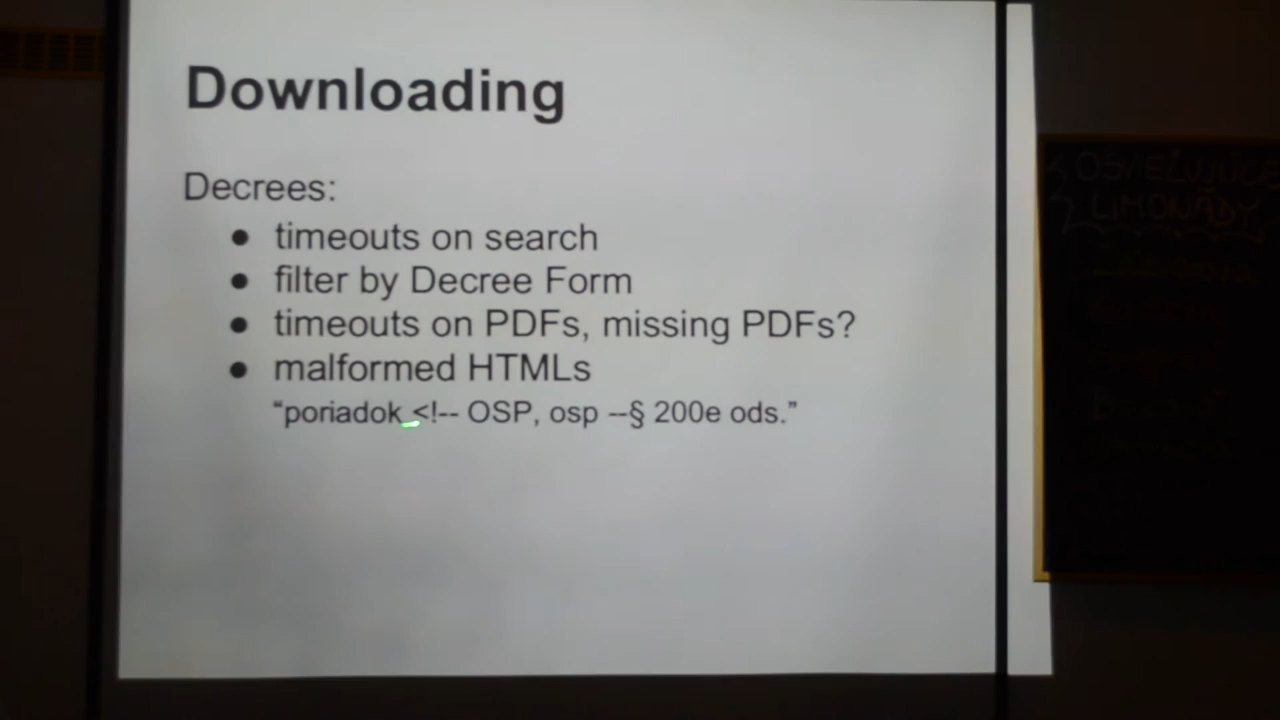 Downloading
Decrees:
● timeouts on search
● filter by Decree Form
● timeouts on PDFs, missing PDFs?
● malformed HTMLs
“poriadok <!-- OSP, osp --§ 200e ods.”
LIMONÁDY